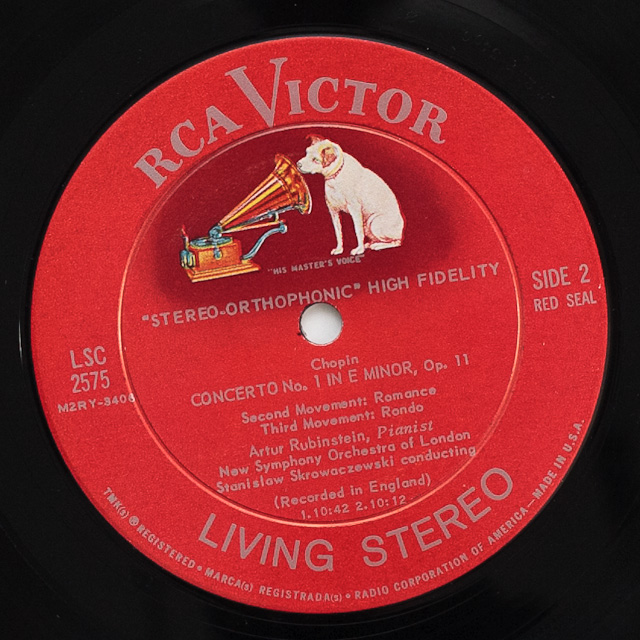 RCA VICTOR
"HIS MASTER'S VOICE"
"STEREO-ORTHOPHONIC" HIGH FIDELITY
SIDE 2
RED SEAL
LSC
2575
M2RY-3406
Chopin
CONCERTO No. 1 IN E MINOR, Op. 11
Second Movement: Romance
Third Movement: Rondo
Artur Rubinstein, Pianist
New Symphony Orchestra of London
Stanislaw Skrowaczewski conducting
(Recorded in England)
1. 10:42 2. 10:12
LIVING STEREO
TMK(s) ® REGISTERED • MARCA(s) REGISTRADA(s) • RADIO CORPORATION OF AMERICA—MADE IN U.S.A.